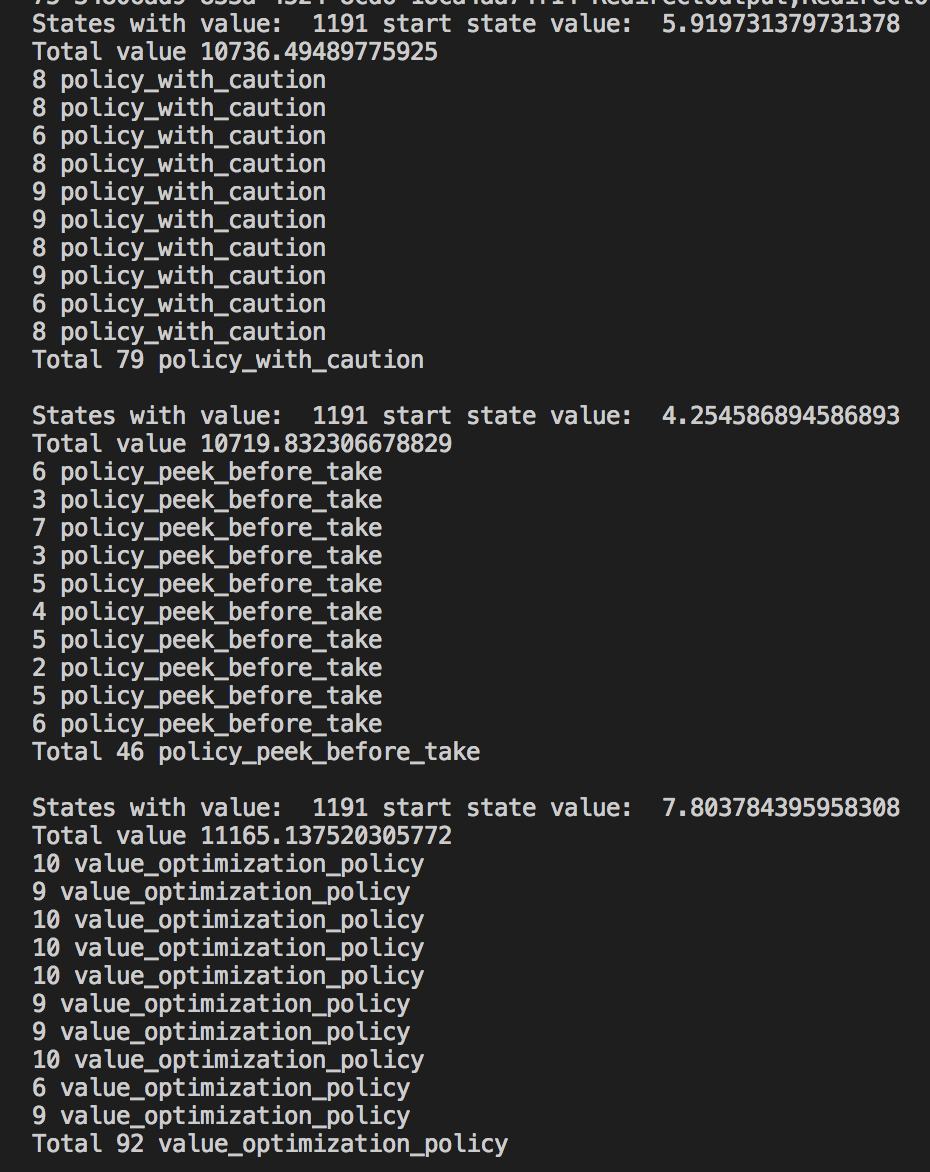 States with value:  1191 start state value:  5.919731379731378
Total value 10736.49489775925
8 policy_with_caution
8 policy_with_caution
6 policy_with_caution
8 policy_with_caution
9 policy_with_caution
9 policy_with_caution
8 policy_with_caution
9 policy_with_caution
6 policy_with_caution
8 policy_with_caution
Total 79 policy_with_caution

States with value:  1191 start state value:  4.254586894586893
Total value 10719.832306678829
6 policy_peek_before_take
3 policy_peek_before_take
7 policy_peek_before_take
3 policy_peek_before_take
5 policy_peek_before_take
4 policy_peek_before_take
5 policy_peek_before_take
2 policy_peek_before_take
5 policy_peek_before_take
6 policy_peek_before_take
Total 46 policy_peek_before_take

States with value:  1191 start state value:  7.803784395958308
Total value 11165.137520305772
10 value_optimization_policy
9 value_optimization_policy
10 value_optimization_policy
10 value_optimization_policy
10 value_optimization_policy
9 value_optimization_policy
9 value_optimization_policy
10 value_optimization_policy
6 value_optimization_policy
9 value_optimization_policy
Total 92 value_optimization_policy